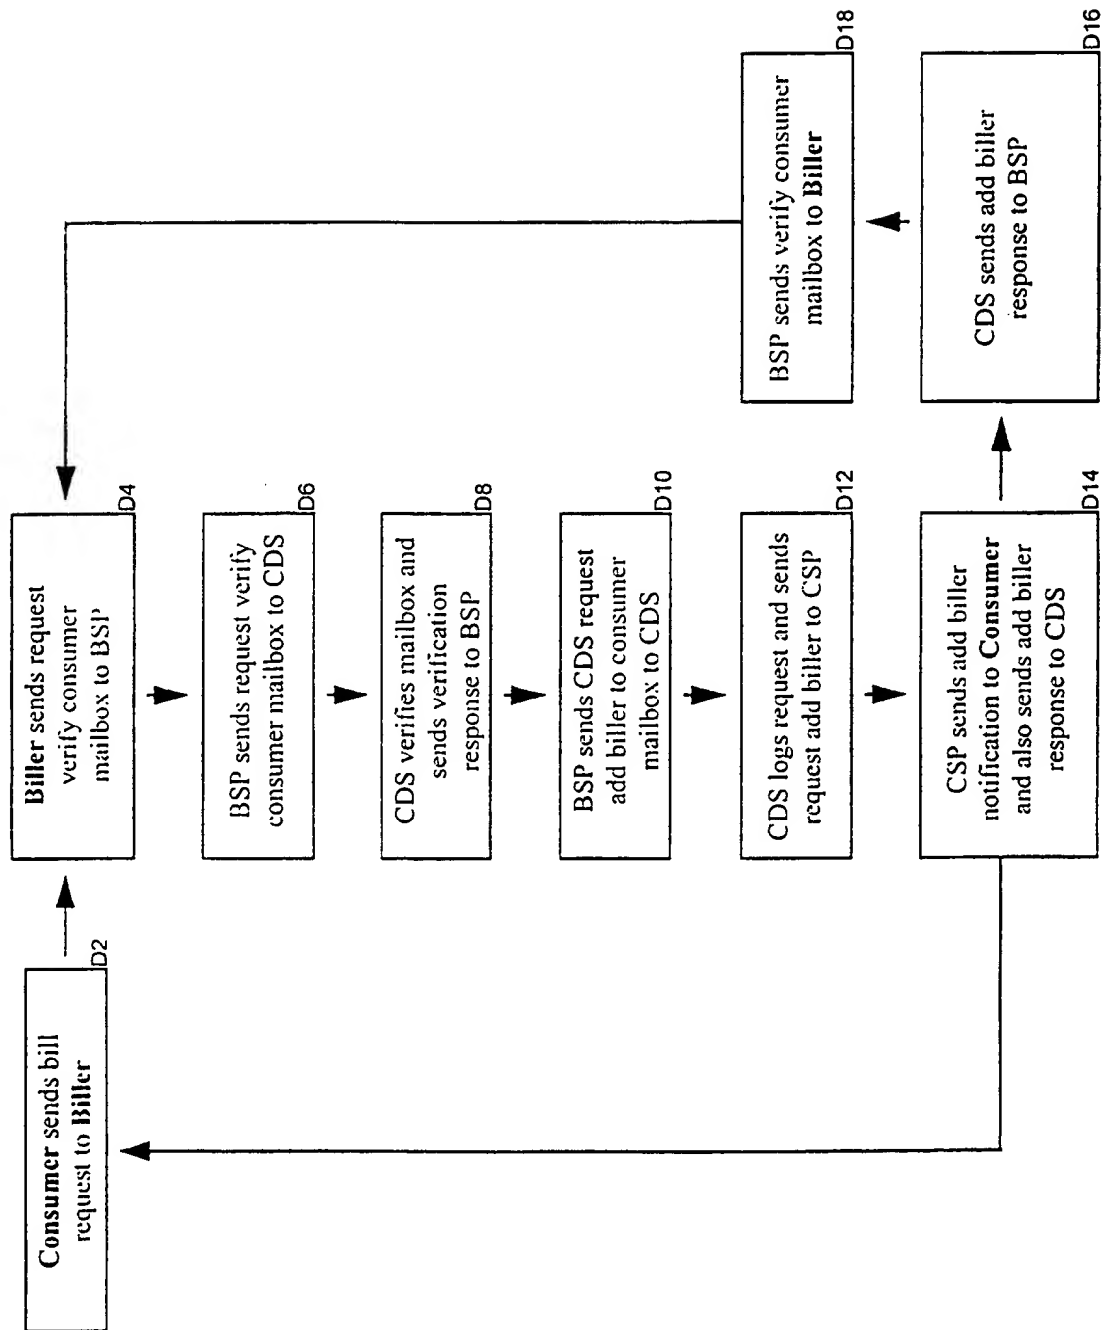 Consumer sends bill
request to Biller
D2
Biller sends request
verify consumer
mailbox to BSP
D4
BSP sends request verify
consumer mailbox to CDS
D6
CDS verifies mailbox and
sends verification
response to BSP
D8
BSP sends CDS request
add biller to consumer
mailbox to CDS
D10
CDS logs request and sends
request add biller to CSP
D12
CSP sends add biller
notification to Consumer
and also sends add biller
response to CDS
D14
CDS sends add biller
response to BSP
D16
BSP sends verify consumer
mailbox to Biller
D18